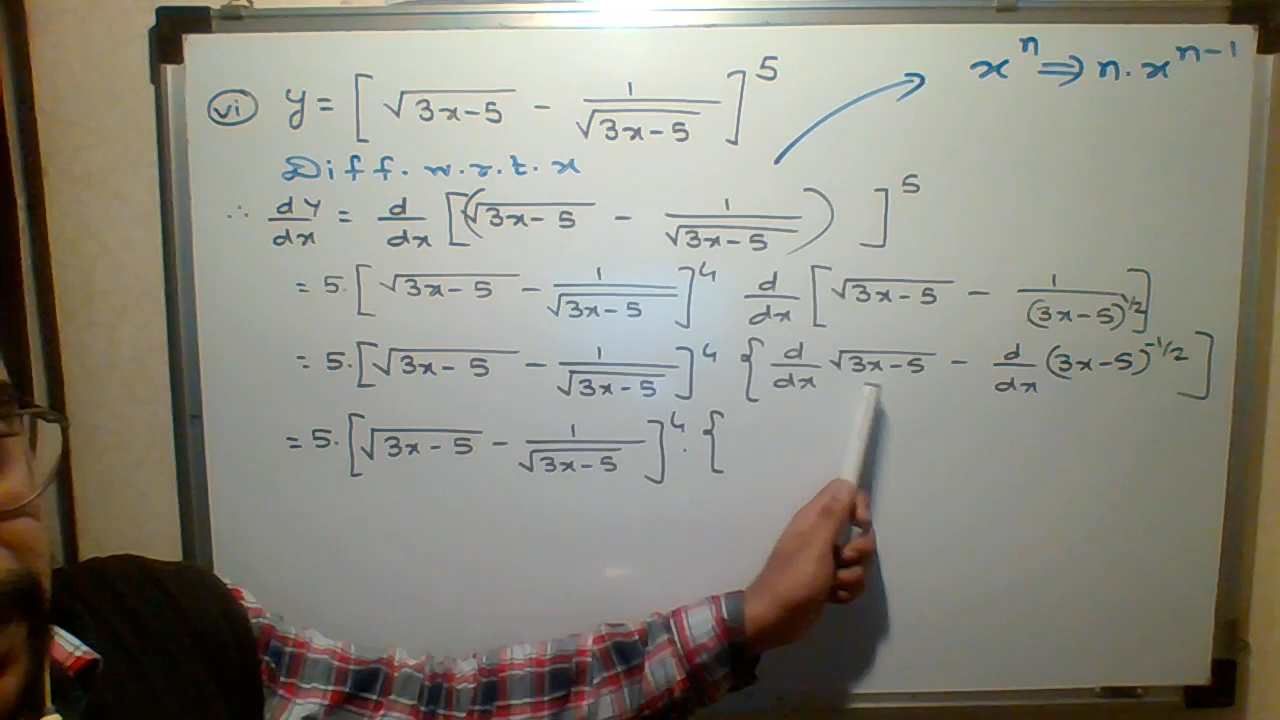 x^n ⇒ n.x^{n-1}
(vi) y = [√(3x-5) - 1/√(3x-5)]^5
Diff. w.r.t. x
∴ dy/dx = d/dx [(√(3x-5) - 1/√(3x-5))]^5
= 5.[√(3x-5) - 1/√(3x-5)]^4 d/dx [√(3x-5) - 1/(3x-5)^{1/2}]
= 5.[√(3x-5) - 1/√(3x-5)]^4 {d/dx √(3x-5) - d/dx (3x-5)^{-1/2}]
= 5.[√(3x-5) - 1/√(3x-5)]^4 . {